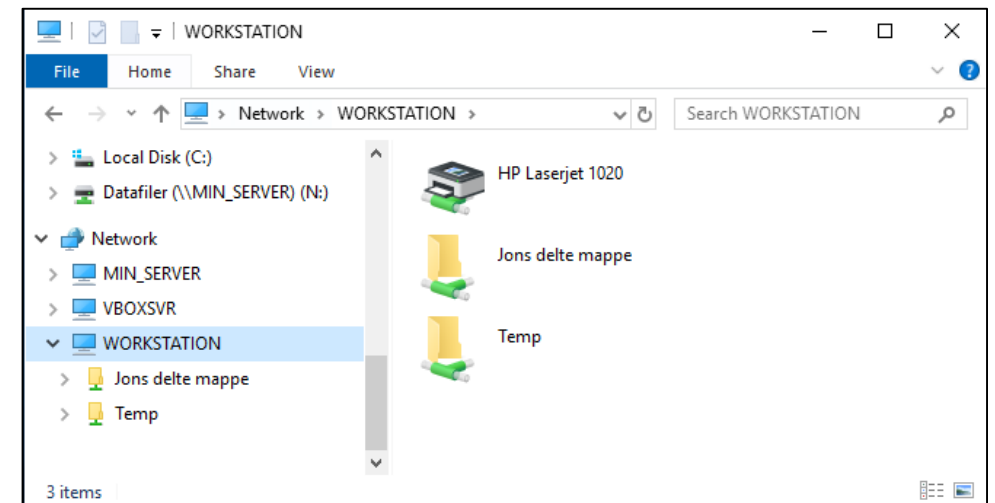 WORKSTATION
File Home Share View
Network WORKSTATION Search WORKSTATION
Local Disk (C:)
Datafiler (\\MIN_SERVER) (N:)
Network
MIN_SERVER
VBOXSVR
WORKSTATION
Jons delte mappe
Temp
HP Laserjet 1020
Jons delte mappe
Temp
3 items